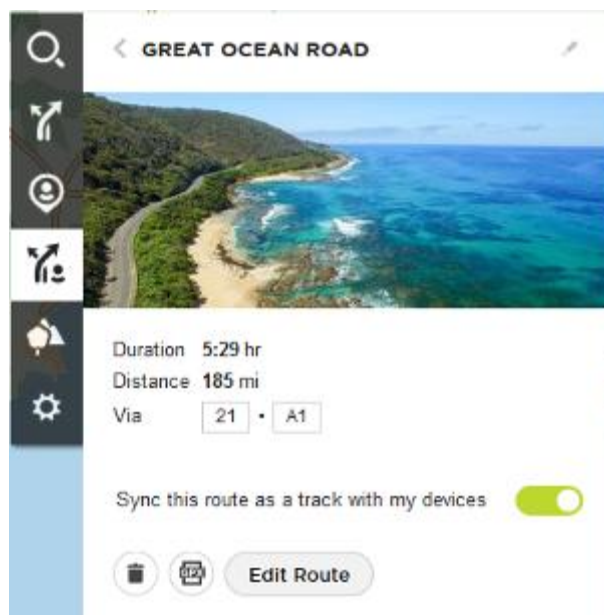 GREAT OCEAN ROAD
Duration 5:29 hr
Distance 185 mi
Via 21 • A1
Sync this route as a track with my devices
Edit Route